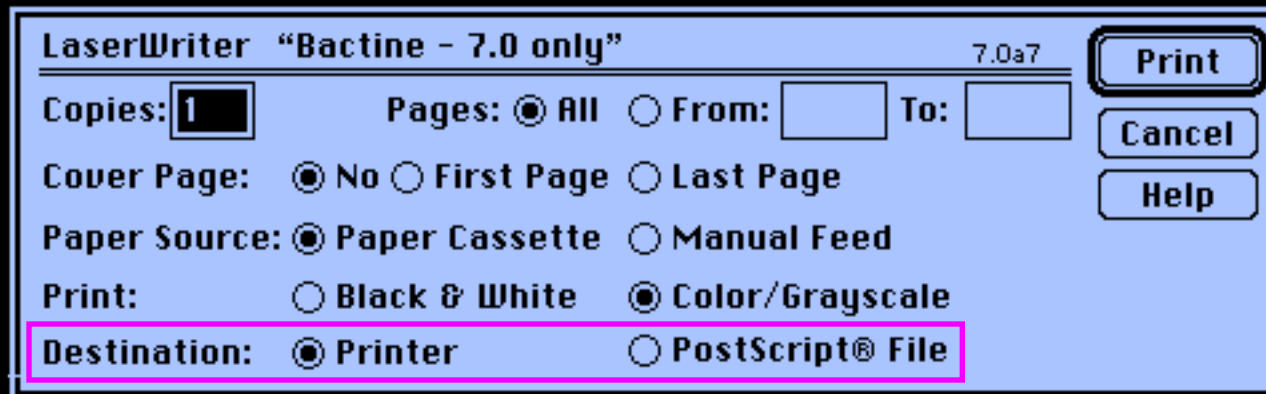 LaserWriter “Bactine - 7.0 only” 7.0a7
Print
Copies: 1 Pages: All From: To:
Cancel
Cover Page: No First Page Last Page
Help
Paper Source: Paper Cassette Manual Feed
Print: Black & White Color/Grayscale
Destination: Printer PostScript® File